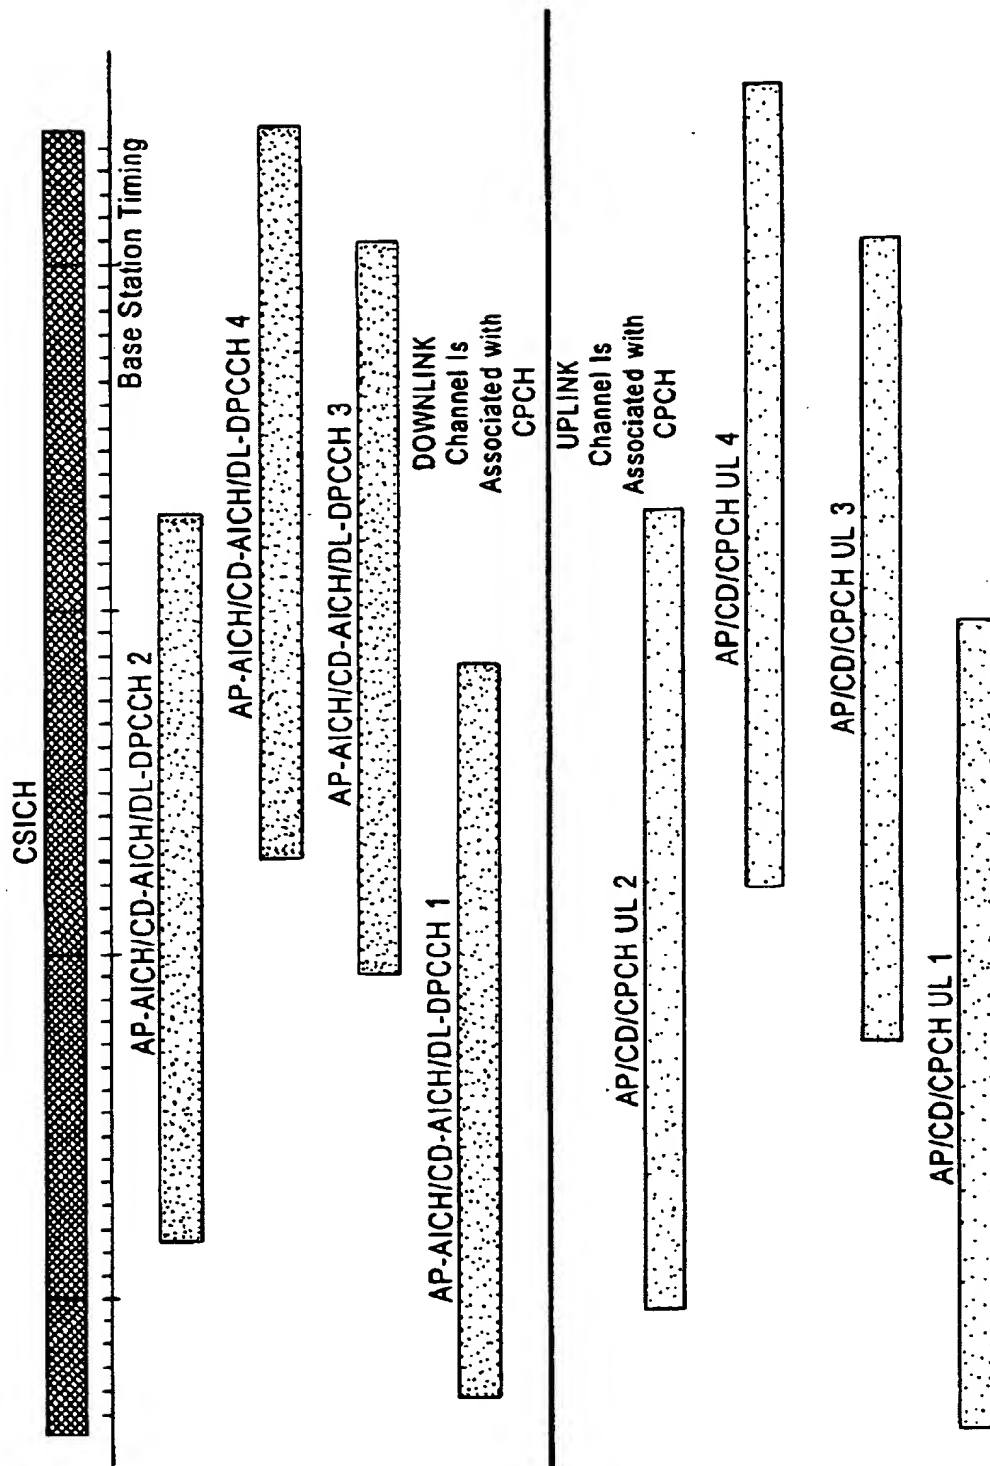 CSICH
Base Station Timing
AP-AICH/CD-AICH/DL-DPCCH 2
AP-AICH/CD-AICH/DL-DPCCH 4
AP-AICH/CD-AICH/DL-DPCCH 3
AP-AICH/CD-AICH/DL-DPCCH 1
DOWNLINK
Channel Is
Associated with
CPCH
UPLINK
Channel Is
Associated with
CPCH
AP/CD/CPCH UL 2
AP/CD/CPCH UL 4
AP/CD/CPCH UL 3
AP/CD/CPCH UL 1